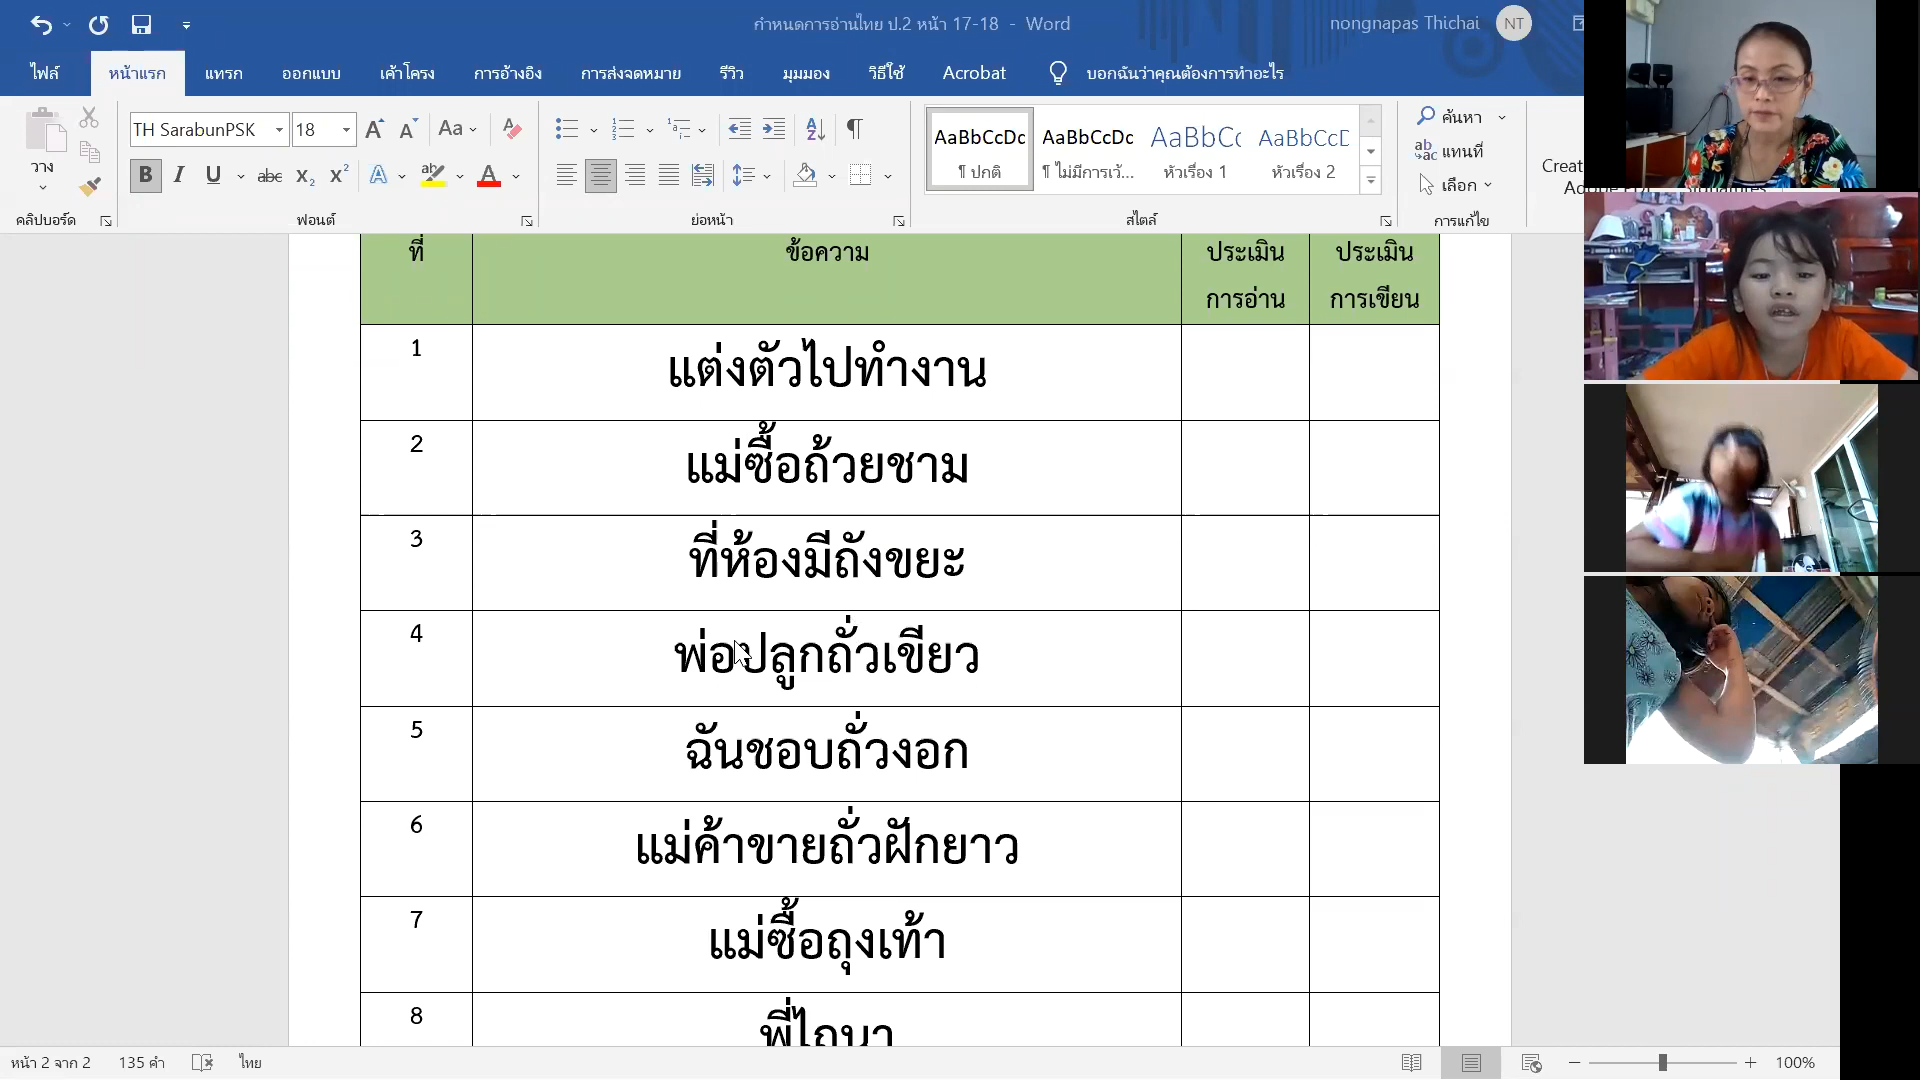 กำหนดการอ่านไทย ป.2 หน้า 17-18 - Word
nongnapas Thichai NT
ไฟล์ หน้าแรก แทรก ออกแบบ เค้าโครง การอ้างอิง การส่งจดหมาย รีวิว มุมมอง วิธีใช้ Acrobat บอกฉันว่าคุณต้องการทำอะไร
วาง
TH SarabunPSK 18
AaBbCcDc AaBbCcDc AaBbCc AaBbCcD
¶ ปกติ ¶ ไม่มีการเว้... หัวเรื่อง 1 หัวเรื่อง 2
ค้นหา
แทนที่
เลือก
คลิปบอร์ด ฟอนต์ ย่อหน้า สไตล์ การแก้ไข
ที่ ข้อความ ประเมิน ประเมิน
การอ่าน การเขียน
1 แต่งตัวไปทำงาน
2 แม่ซื้อถ้วยชาม
3 ที่ห้องมีถังขยะ
4 พ่อปลูกถั่วเขียว
5 ฉันชอบถั่วงอก
6 แม่ค้าขายถั่วฝักยาว
7 แม่ซื้อถุงเท้า
8 พี่ไถนา
หน้า 2 จาก 2 135 คำ ไทย 100%